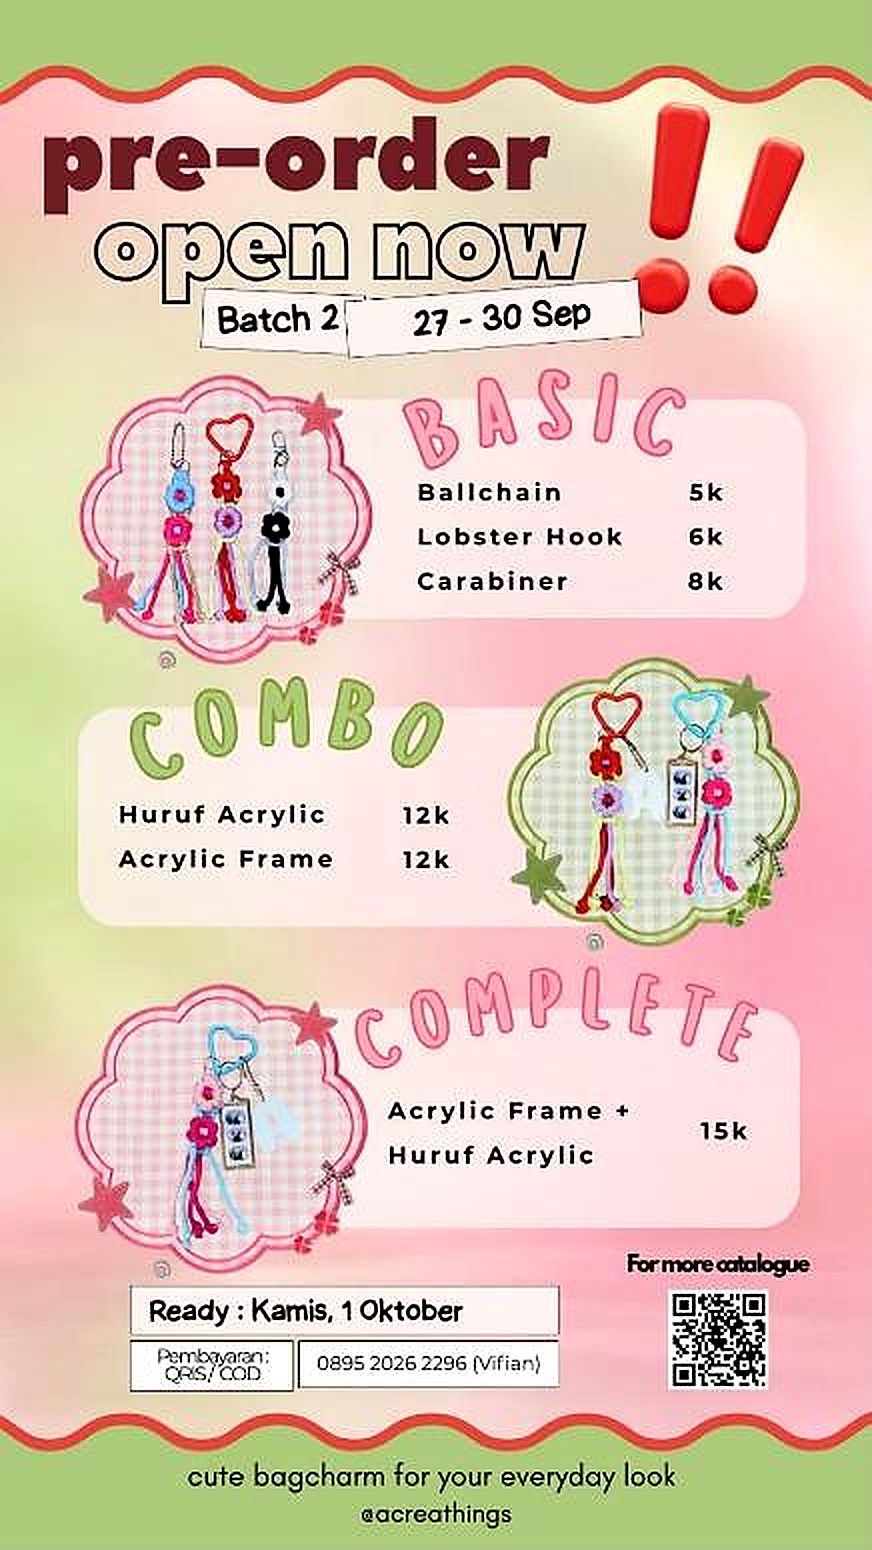 pre-order
open now
Batch 2 27 - 30 Sep
BASIC
Ballchain 5k
Lobster Hook 6k
Carabiner 8k
COMBO
Huruf Acrylic 12k
Acrylic Frame 12k
COMPLETE
Acrylic Frame +
Huruf Acrylic
15k
For more catalogue
Ready : Kamis, 1 Oktober
Pembayaran:
QRIS/ COD
0895 2026 2296 (Vifian)
cute bagcharm for your everyday look
@acreathings